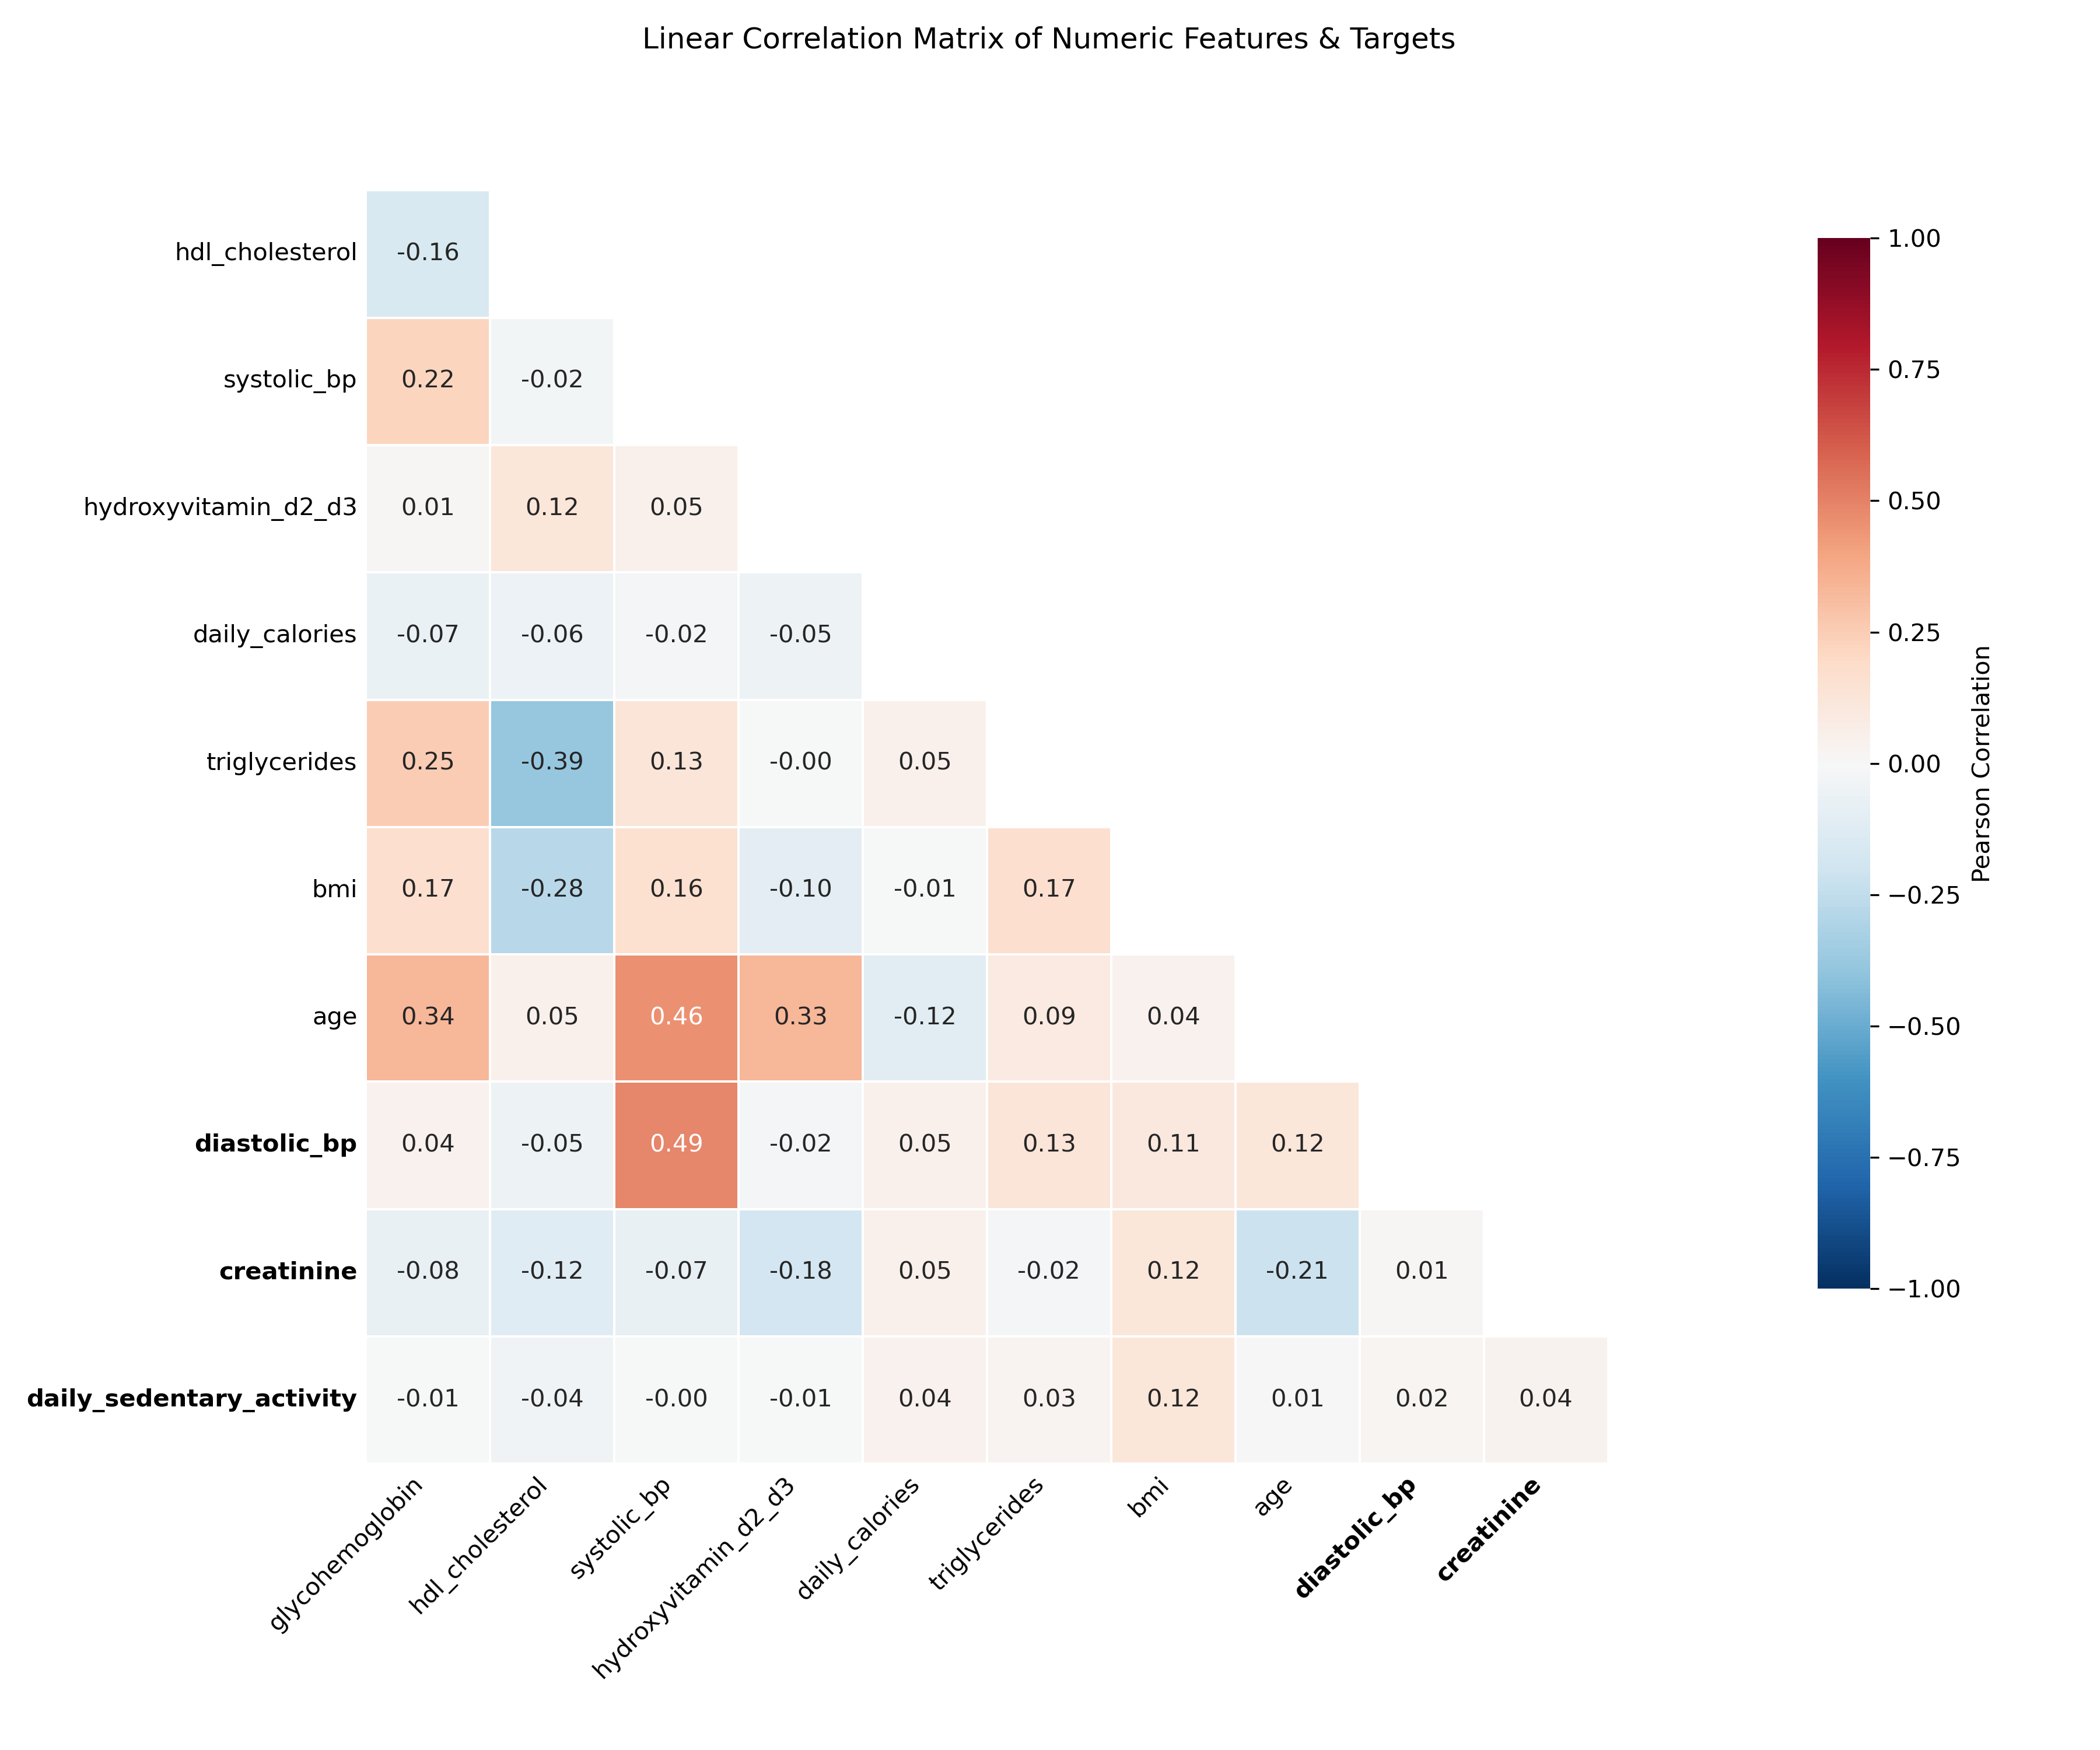 Linear Correlation Matrix of Numeric Features & Targets
hdl_cholesterol -0.16
systolic_bp 0.22 -0.02
hydroxyvitamin_d2_d3 0.01 0.12 0.05
daily_calories -0.07 -0.06 -0.02 -0.05
triglycerides 0.25 -0.39 0.13 -0.00 0.05
bmi 0.17 -0.28 0.16 -0.10 -0.01 0.17
age 0.34 0.05 0.46 0.33 -0.12 0.09 0.04
diastolic_bp 0.04 -0.05 0.49 -0.02 0.05 0.13 0.11 0.12
creatinine -0.08 -0.12 -0.07 -0.18 0.05 -0.02 0.12 -0.21 0.01
daily_sedentary_activity -0.01 -0.04 -0.00 -0.01 0.04 0.03 0.12 0.01 0.02 0.04
glycohemoglobin
hdl_cholesterol
systolic_bp
hydroxyvitamin_d2_d3
daily_calories
triglycerides
bmi
age
diastolic_bp
creatinine
1.00
0.75
0.50
0.25
0.00
−0.25
−0.50
−0.75
−1.00
Pearson Correlation